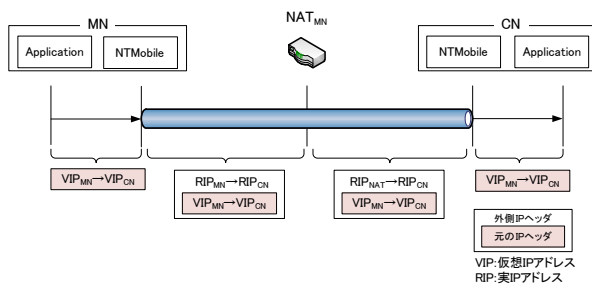 MN
NAT_MN
CN
Application
NTMobile
NTMobile
Application
VIP_MN→VIP_CN
RIP_MN→RIP_CN
VIP_MN→VIP_CN
RIP_NAT→RIP_CN
VIP_MN→VIP_CN
VIP_MN→VIP_CN
外側IPヘッダ
元のIPヘッダ
VIP:仮想IPアドレス
RIP:実IPアドレス